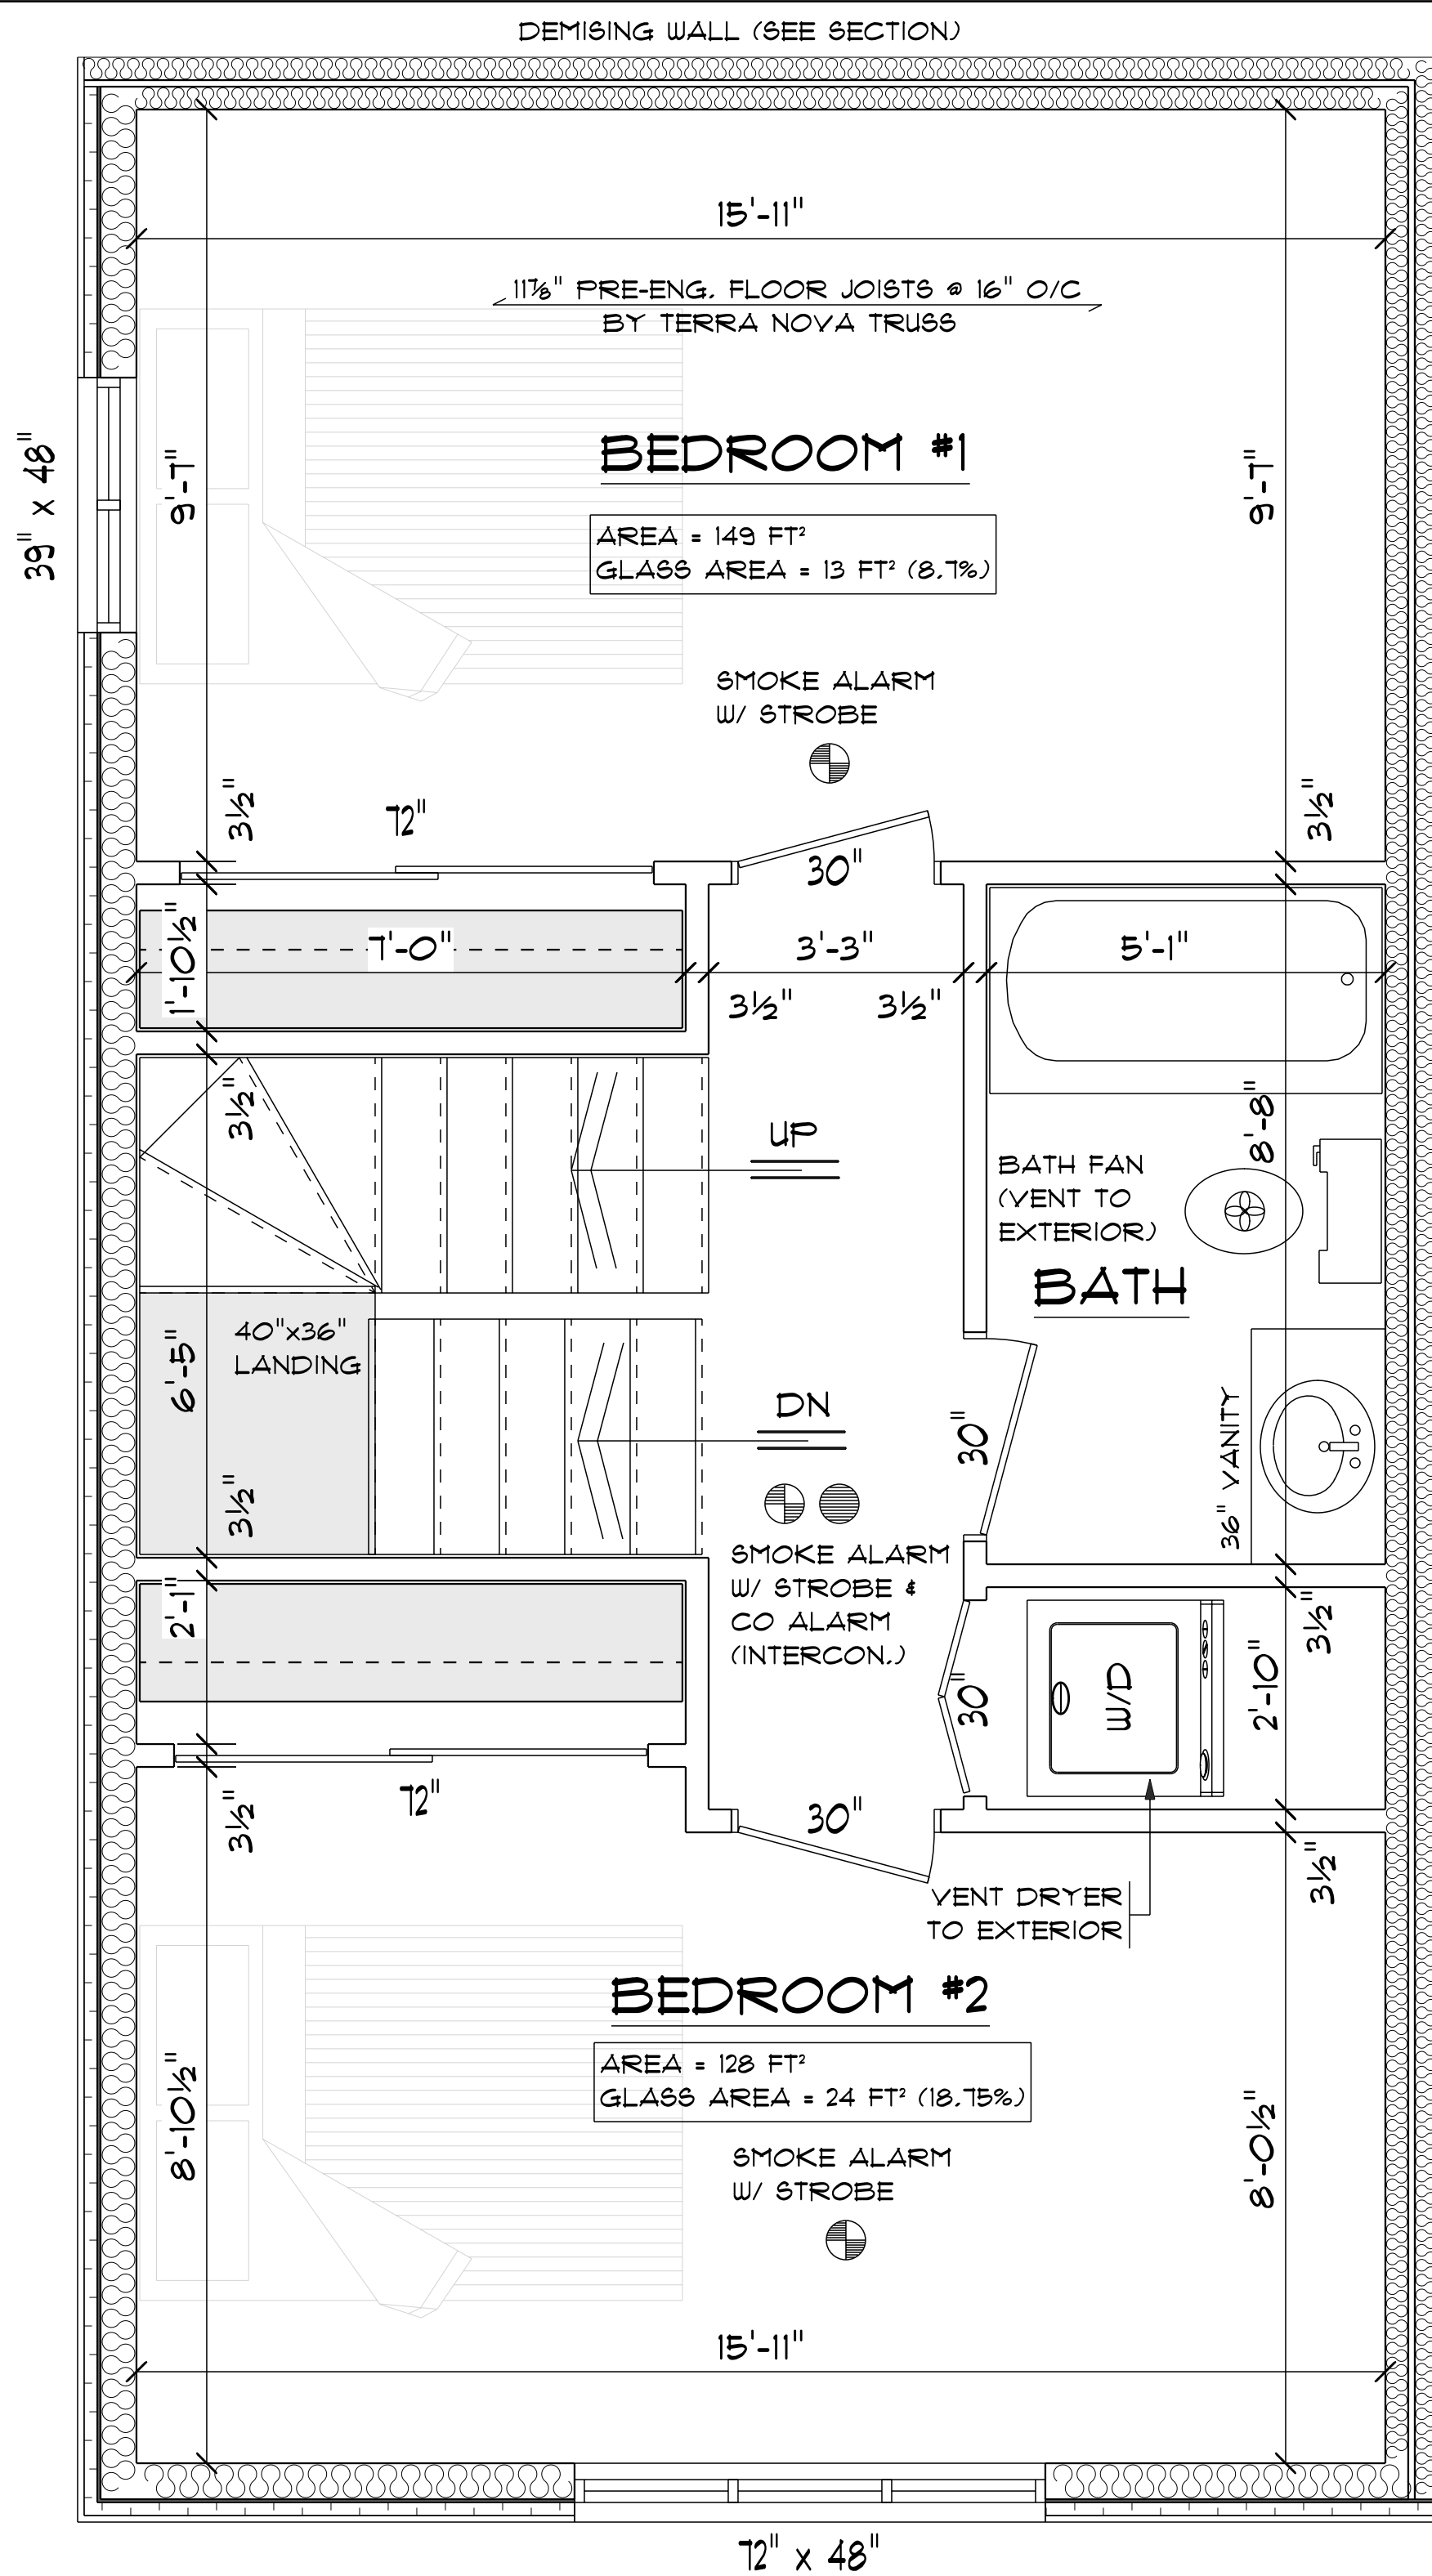 DEMISING WALL (SEE SECTION)
15'-11"
11⅞" PRE-ENG. FLOOR JOISTS @ 16" O/C
BY TERRA NOVA TRUSS
39" x 48"
9'-7"
BEDROOM #1
9'-7"
AREA = 149 FT²
GLASS AREA = 13 FT² (8.7%)
SMOKE ALARM
W/ STROBE
3½"
72"
3½"
30"
1'-10½"
7'-0"
3'-3"
5'-1"
3½"
3½"
3½"
UP
8'-8"
BATH FAN
(VENT TO
EXTERIOR)
BATH
40"x36"
LANDING
6'-5"
DN
30"
36" VANITY
3½"
SMOKE ALARM
W/ STROBE &
CO ALARM
(INTERCON.)
2'-1"
3½"
30"
W/D
2'-10"
72"
3½"
30"
3½"
VENT DRYER
TO EXTERIOR
BEDROOM #2
AREA = 128 FT²
GLASS AREA = 24 FT² (18.75%)
8'-10½"
8'-0½"
SMOKE ALARM
W/ STROBE
15'-11"
72" x 48"